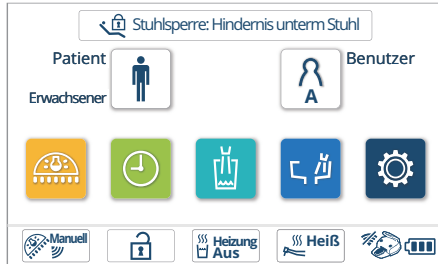 Stuhlsperre: Hindernis unterm Stuhl
Patient
Benutzer
Erwachsener
A
Manuell
Heizung
Aus
Heiß